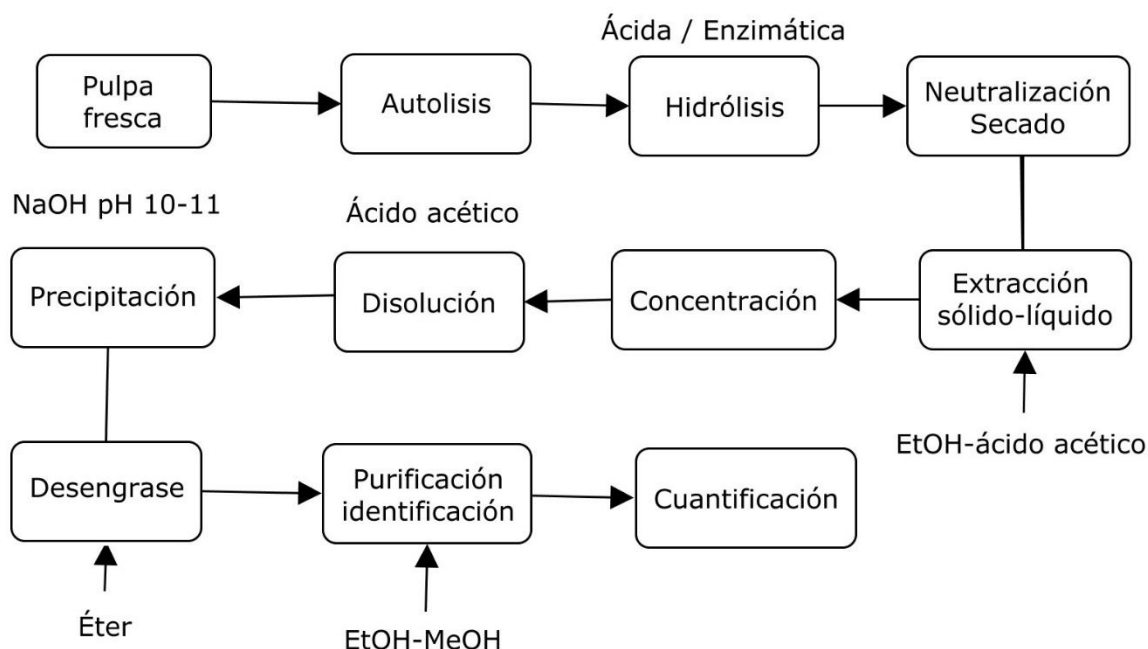 Ácida / Enzimática
Pulpa
fresca
Autolisis
Hidrólisis
Neutralización
Secado
NaOH pH 10-11
Ácido acético
Precipitación
Disolución
Concentración
Extracción
sólido-líquido
EtOH-ácido acético
Desengrase
Purificación
identificación
Cuantificación
Éter
EtOH-MeOH